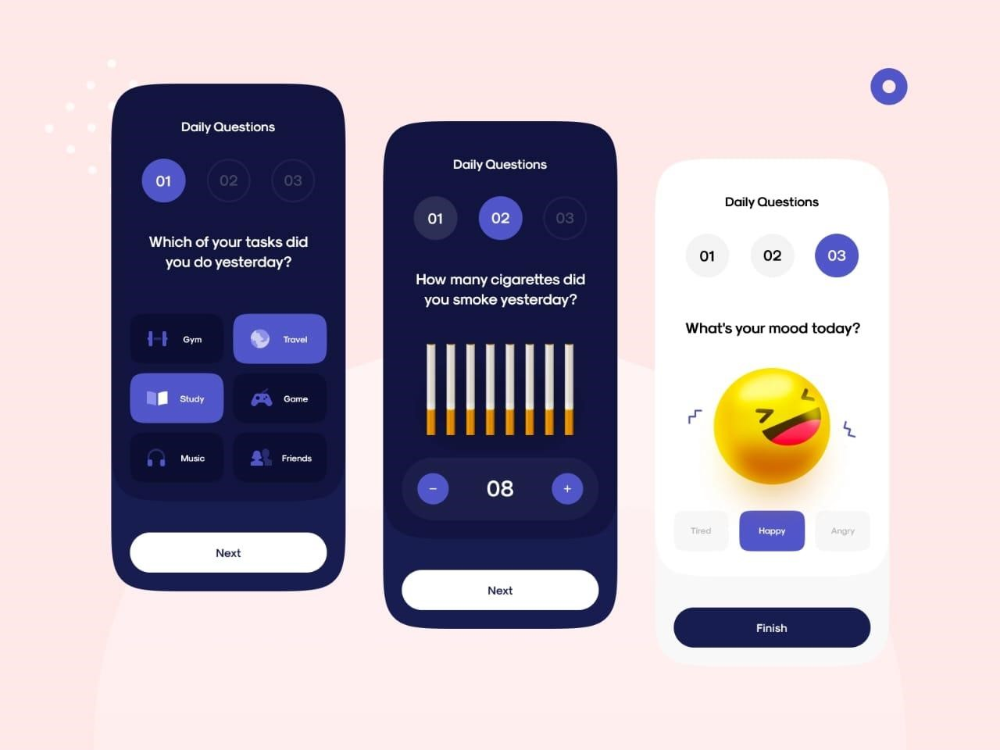 Daily Questions
01
02
03
Which of your tasks did
you do yesterday?
Gym
Travel
Study
Game
Music
Friends
Next
Daily Questions
01
02
03
How many cigarettes did
you smoke yesterday?
−
08
+
Next
Daily Questions
01
02
03
What's your mood today?
Tired
Happy
Angry
Finish